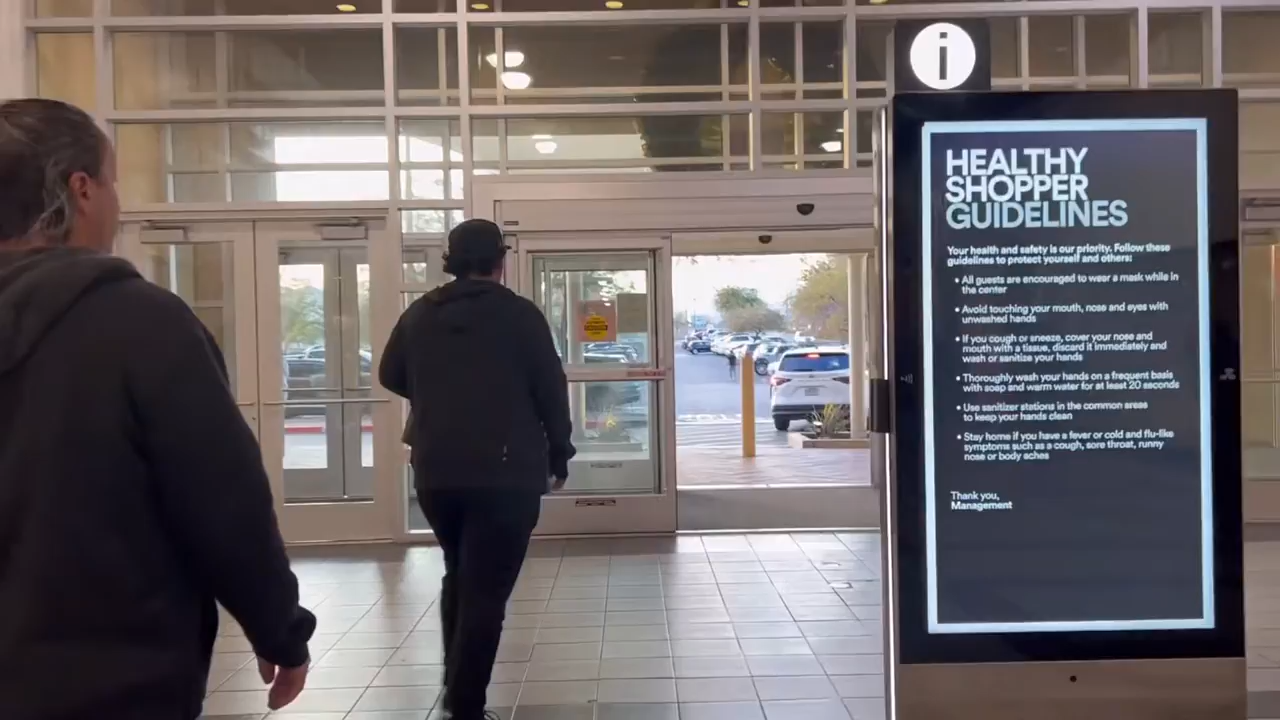 i
HEALTHY
SHOPPER
GUIDELINES
Your health and safety is our priority. Follow these
guidelines to protect yourself and others:
• All guests are encouraged to wear a mask while in
the center
• Avoid touching your mouth, nose and eyes with
unwashed hands
• If you cough or sneeze, cover your nose and
mouth with a tissue, discard it immediately and
wash or sanitize your hands
• Thoroughly wash your hands on a frequent basis
with soap and warm water for at least 20 seconds
• Use sanitizer stations in the common areas
to keep your hands clean
• Stay home if you have a fever or cold and flu-like
symptoms such as a cough, sore throat, runny
nose or body aches
Thank you,
Management